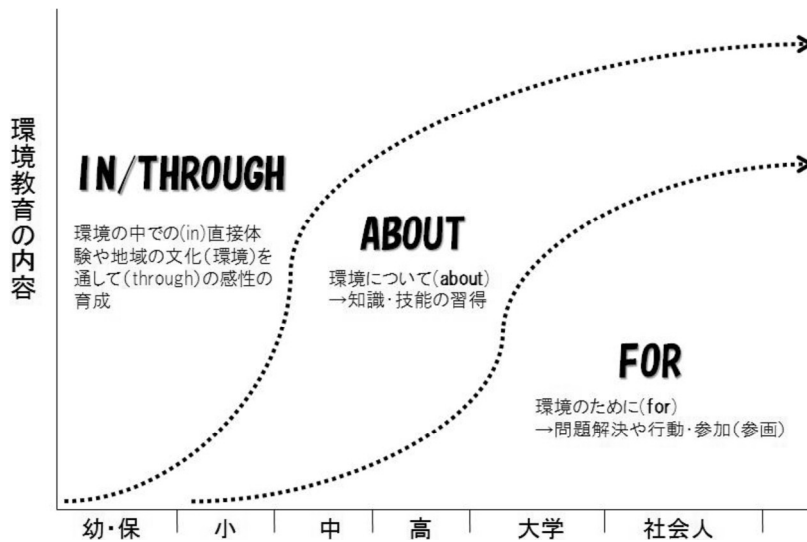 環境教育の内容
IN/THROUGH
環境の中での(in)直接体
験や地域の文化(環境)を
通して(through)の感性の
育成
ABOUT
環境について(about)
→知識・技能の習得
FOR
環境のために(for)
→問題解決や行動・参加(参画)
幼・保 小 中 高 大学 社会人